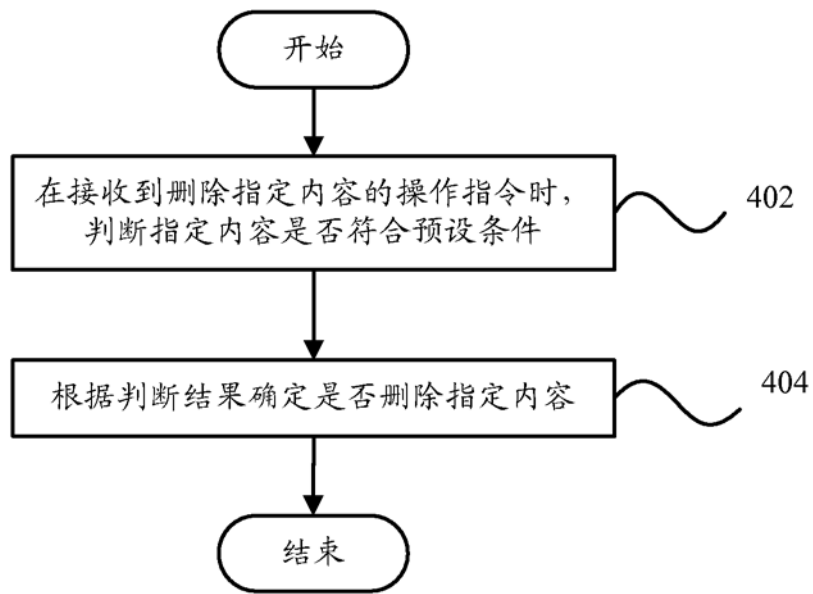 开始
在接收到删除指定内容的操作指令时，
判断指定内容是否符合预设条件
402
根据判断结果确定是否删除指定内容
404
结束